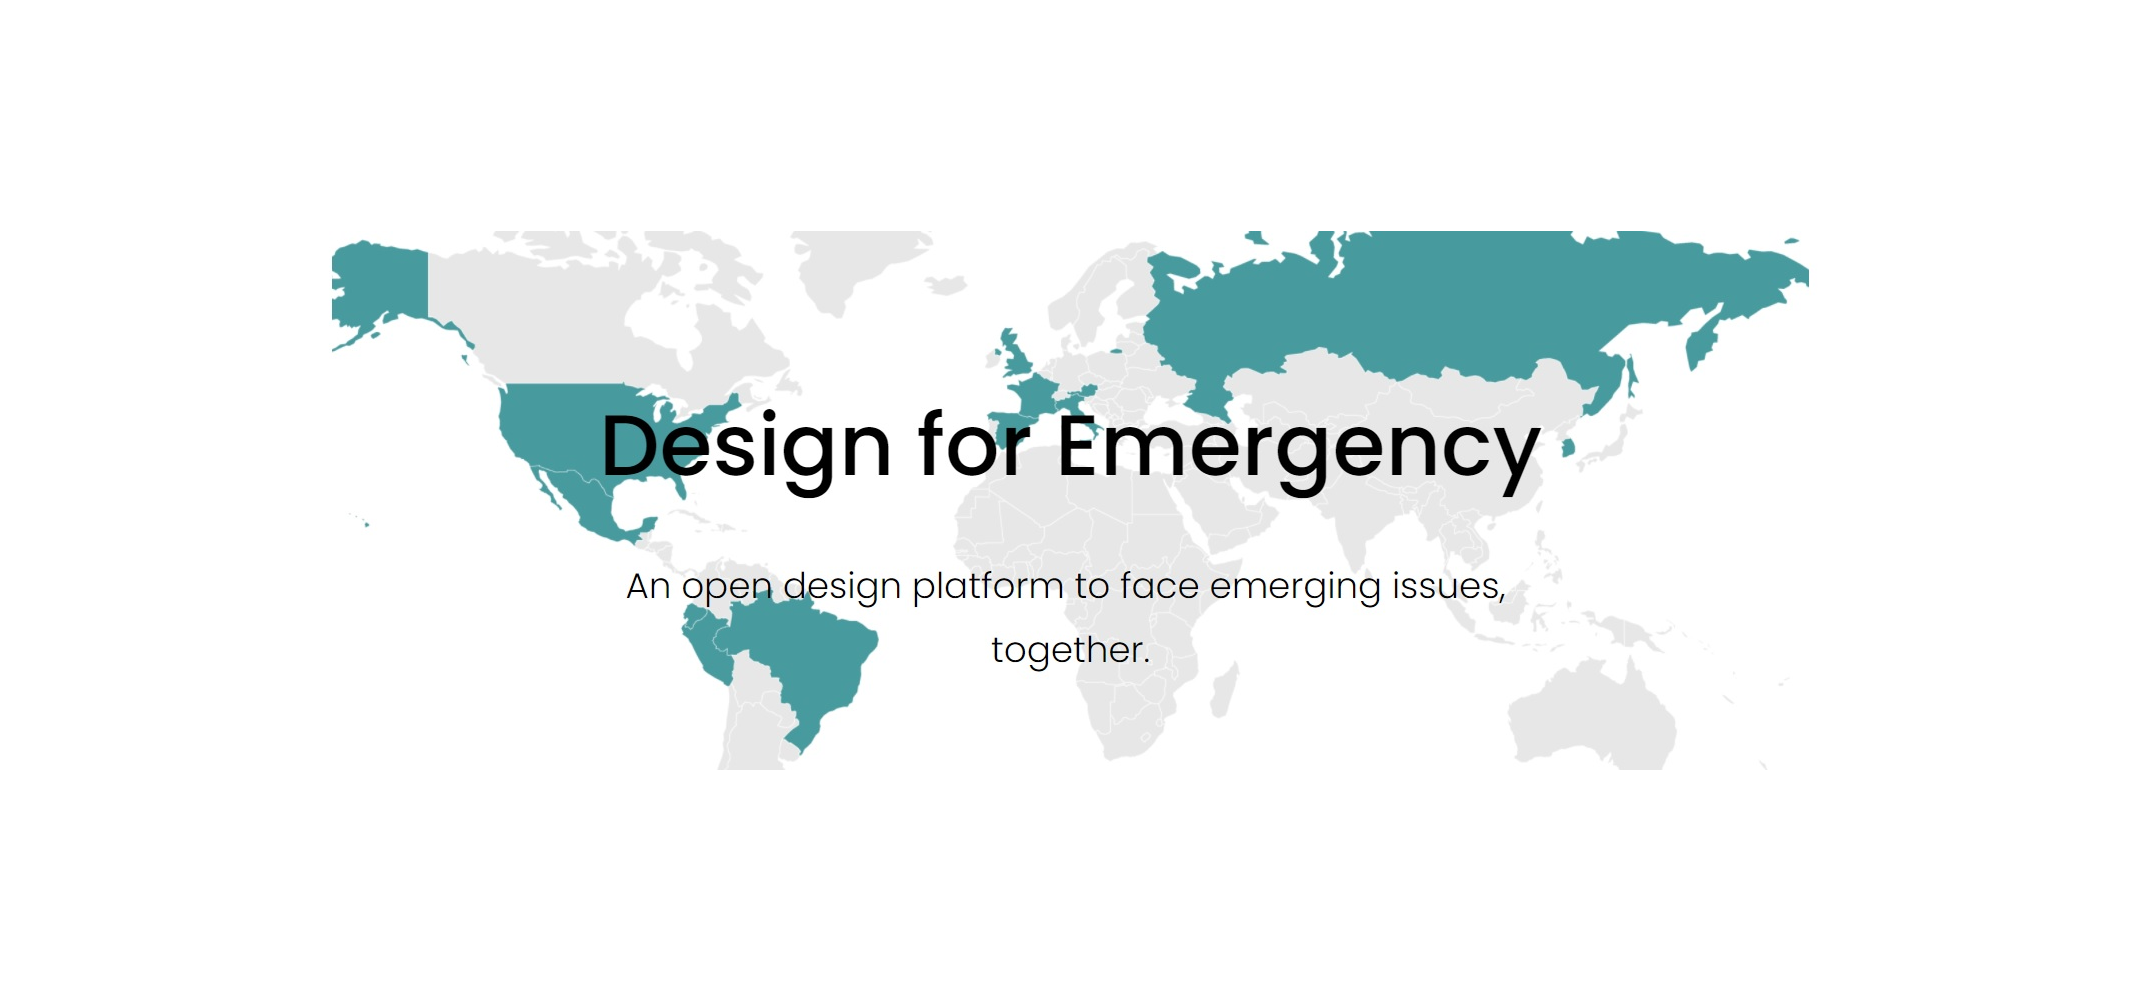 Design for Emergency
An open design platform to face emerging issues,
together.